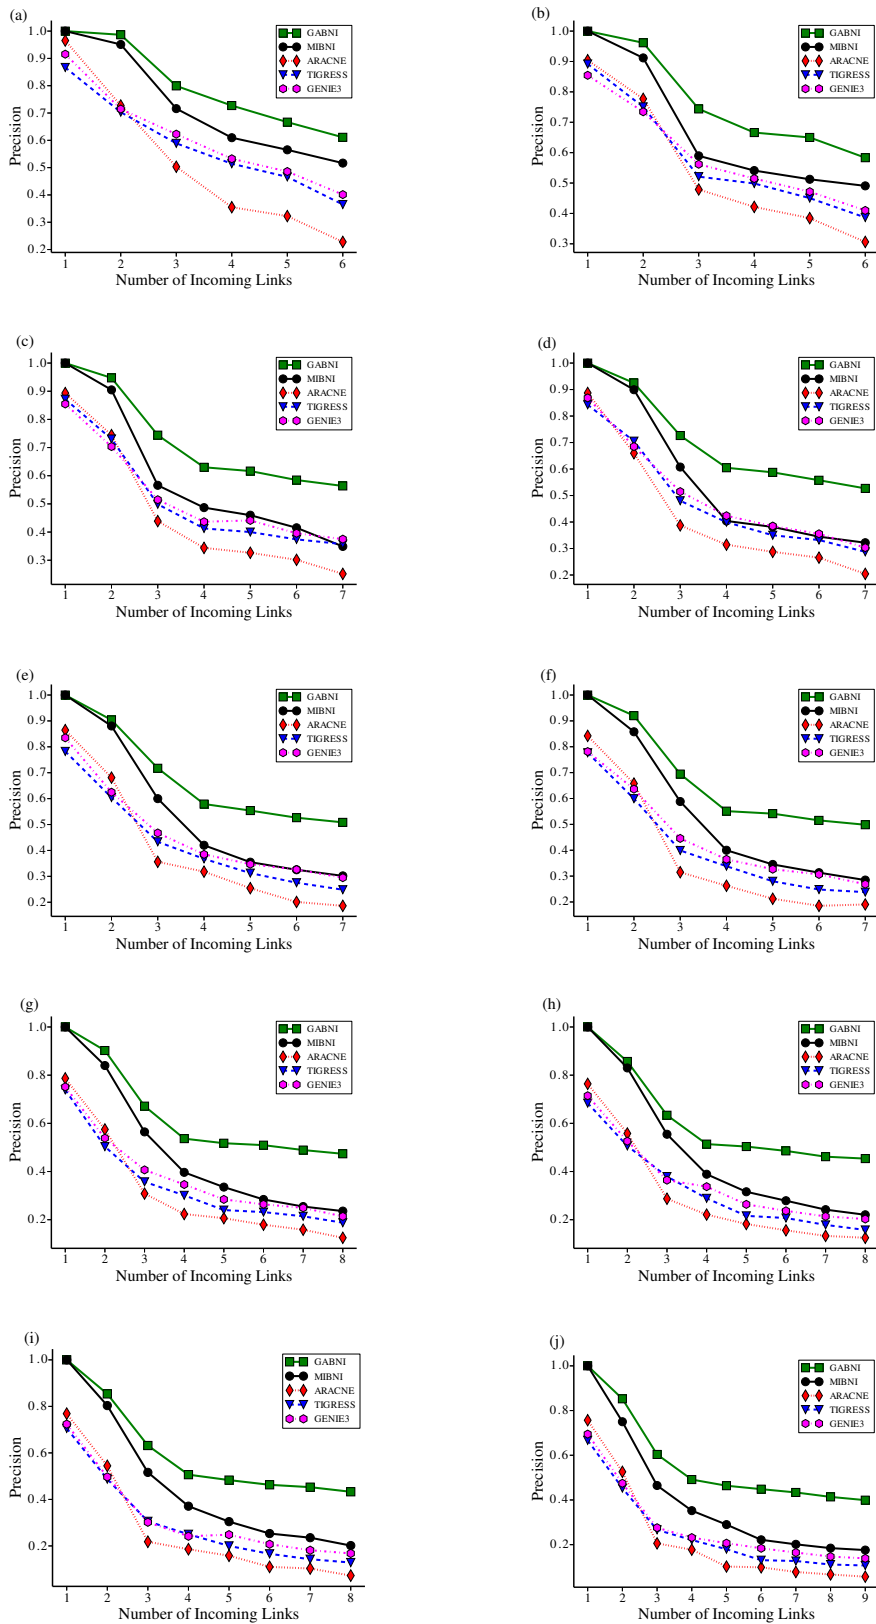 (a)
1.0
0.9
0.8
0.7
0.6
0.5
0.4
0.3
0.2
Precision
GABNI
MIBNI
ARACNE
TIGRESS
GENIE3
1 2 3 4 5 6
Number of Incoming Links
(b)
1.0
0.9
0.8
0.7
0.6
0.5
0.4
0.3
Precision
GABNI
MIBNI
ARACNE
TIGRESS
GENIE3
1 2 3 4 5 6
Number of Incoming Links
(c)
1.0
0.9
0.8
0.7
0.6
0.5
0.4
0.3
Precision
GABNI
MIBNI
ARACNE
TIGRESS
GENIE3
1 2 3 4 5 6 7
Number of Incoming Links
(d)
1.0
0.9
0.8
0.7
0.6
0.5
0.4
0.3
0.2
Precision
GABNI
MIBNI
ARACNE
TIGRESS
GENIE3
1 2 3 4 5 6 7
Number of Incoming Links
(e)
1.0
0.9
0.8
0.7
0.6
0.5
0.4
0.3
0.2
Precision
GABNI
MIBNI
ARACNE
TIGRESS
GENIE3
1 2 3 4 5 6 7
Number of Incoming Links
(f)
1.0
0.9
0.8
0.7
0.6
0.5
0.4
0.3
0.2
Precision
GABNI
MIBNI
ARACNE
TIGRESS
GENIE3
1 2 3 4 5 6 7
Number of Incoming Links
(g)
1.0
0.8
0.6
0.4
0.2
Precision
GABNI
MIBNI
ARACNE
TIGRESS
GENIE3
1 2 3 4 5 6 7 8
Number of Incoming Links
(h)
1.0
0.8
0.6
0.4
0.2
Precision
GABNI
MIBNI
ARACNE
TIGRESS
GENIE3
1 2 3 4 5 6 7 8
Number of Incoming Links
(i)
1.0
0.8
0.6
0.4
0.2
Precision
GABNI
MIBNI
ARACNE
TIGRESS
GENIE3
1 2 3 4 5 6 7 8
Number of Incoming Links
(j)
1.0
0.8
0.6
0.4
0.2
Precision
GABNI
MIBNI
ARACNE
TIGRESS
GENIE3
1 2 3 4 5 6 7 8 9
Number of Incoming Links